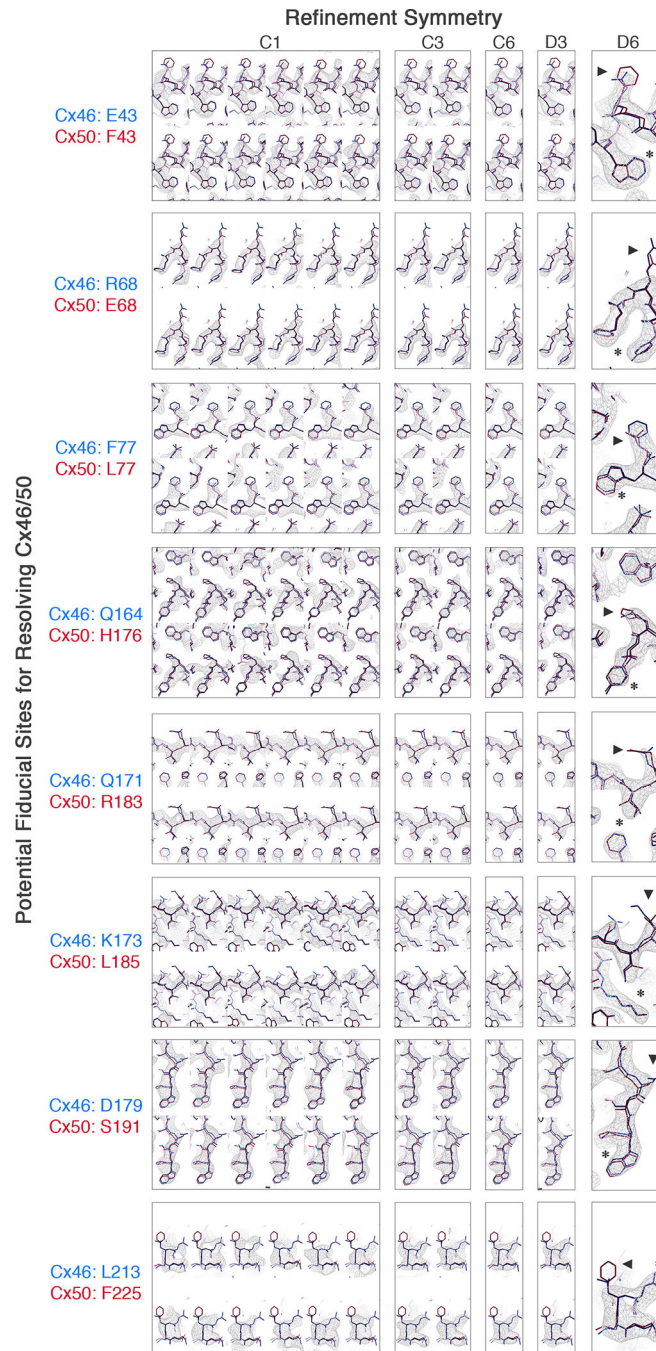 Refinement Symmetry
C1 C3 C6 D3 D6
Potential Fiducial Sites for Resolving Cx46/50
Cx46: E43
Cx50: F43
*
Cx46: R68
Cx50: E68
*
Cx46: F77
Cx50: L77
*
Cx46: Q164
Cx50: H176
*
Cx46: Q171
Cx50: R183
*
Cx46: K173
Cx50: L185
*
Cx46: D179
Cx50: S191
*
Cx46: L213
Cx50: F225